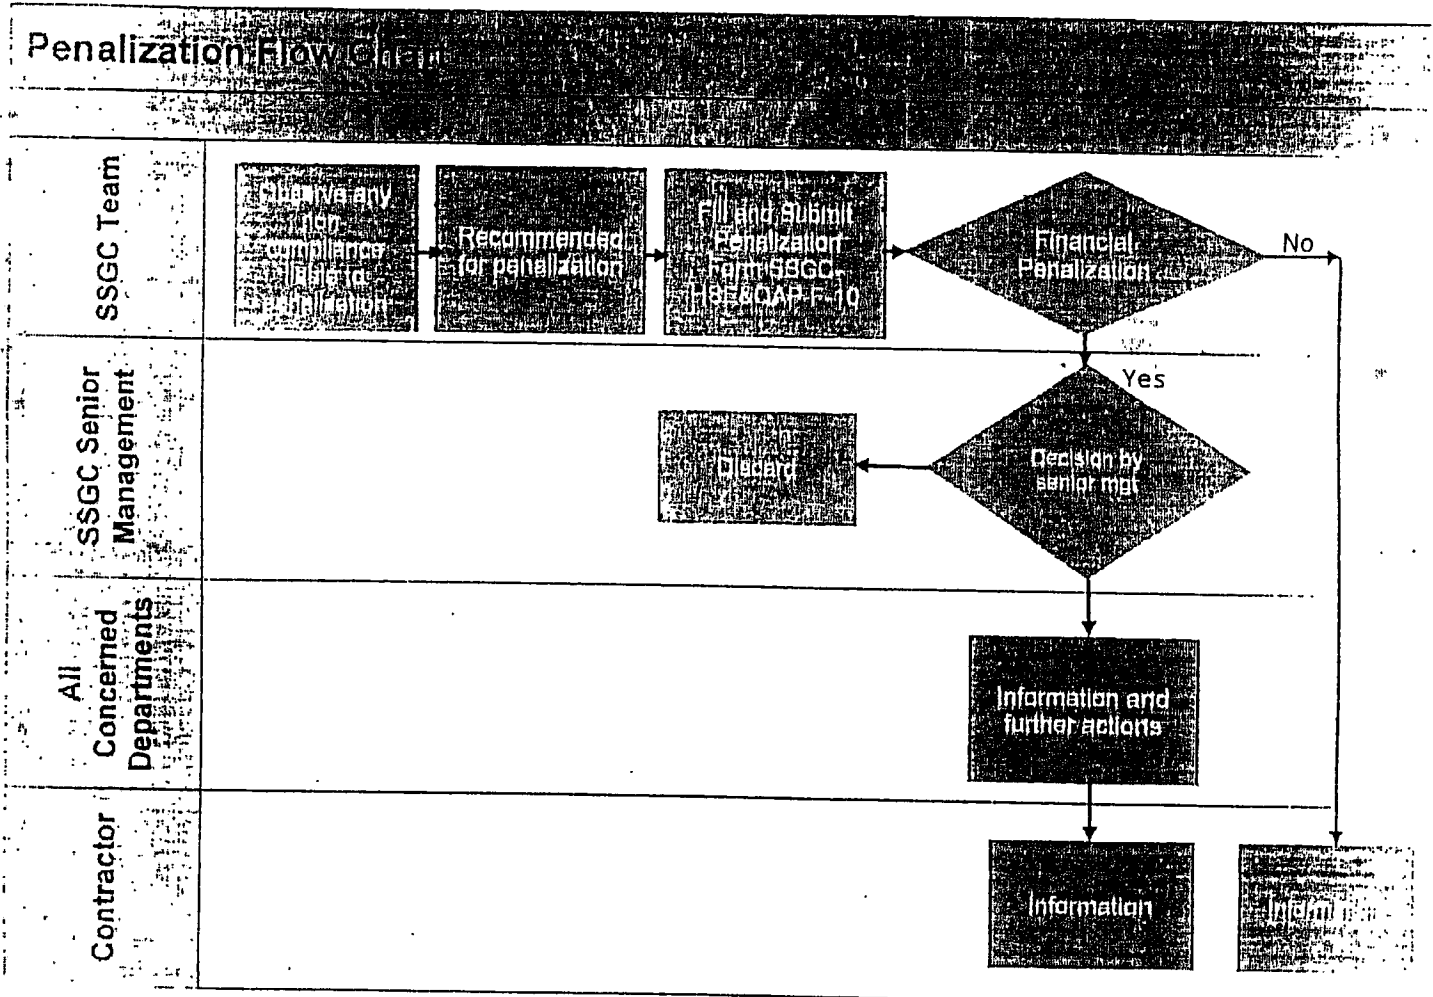 Penalization Flow Chart
SSGC Team
Observe any
non
compliance
liable to
penalization
Recommended
for penalization
Fill and Submit
Penalization
Form SSGC-
HSE&QAP-F-10
Financial
Penalization
No
Yes
SSGC Senior
Management
Discard
Decision by
senior mgt
All
Concerned
Departments
Information and
further actions
Contractor
Information